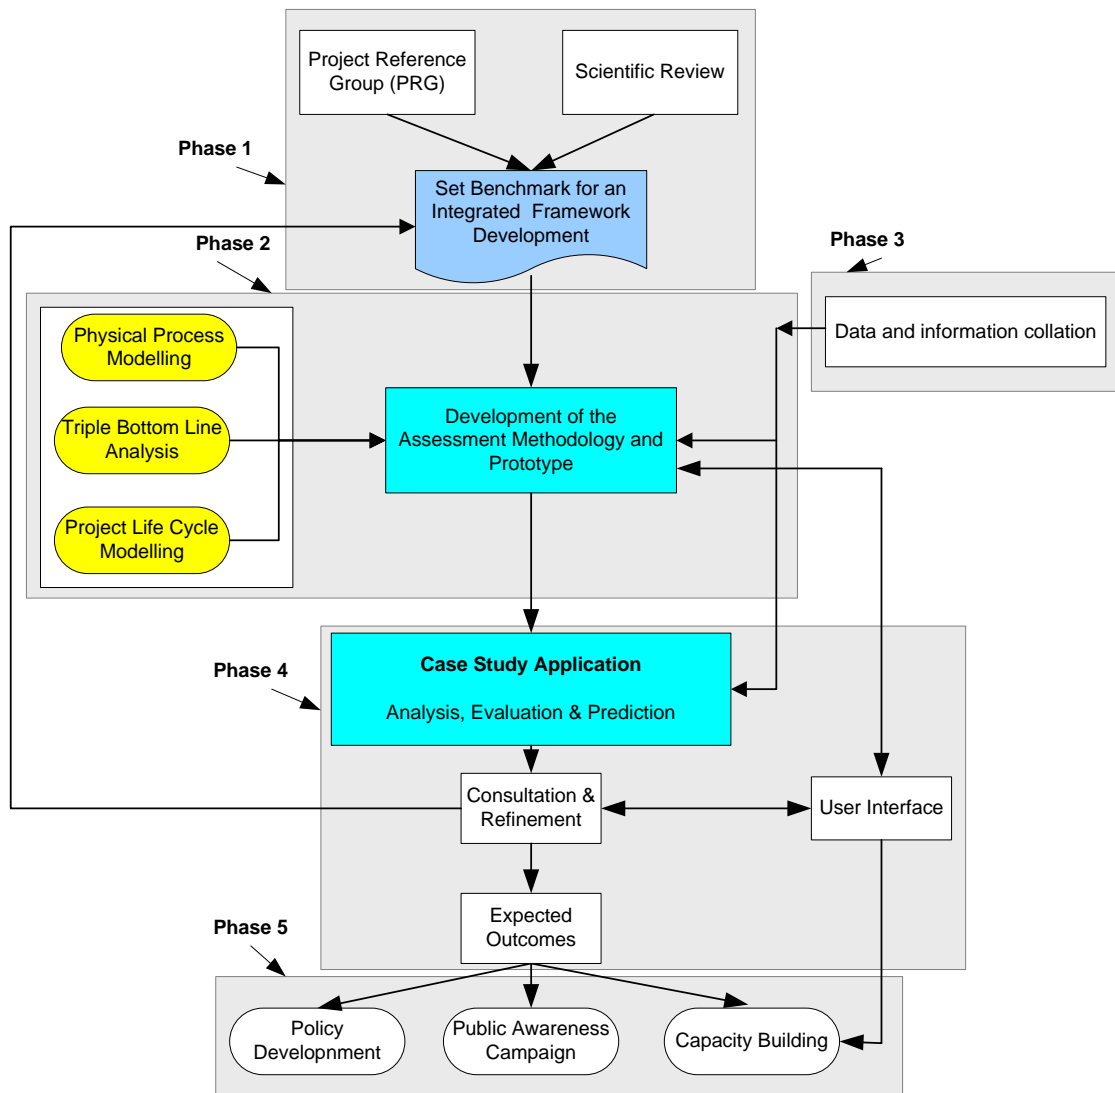 Project Reference
Group (PRG)
Scientific Review
Phase 1
Set Benchmark for an
Integrated Framework
Development
Phase 2
Phase 3
Physical Process
Modelling
Data and information collation
Triple Bottom Line
Analysis
Development of the
Assessment Methodology and
Prototype
Project Life Cycle
Modelling
Phase 4
Case Study Application
Analysis, Evaluation & Prediction
Consultation &
Refinement
User Interface
Expected
Outcomes
Phase 5
Policy
Developnment
Public Awareness
Campaign
Capacity Building